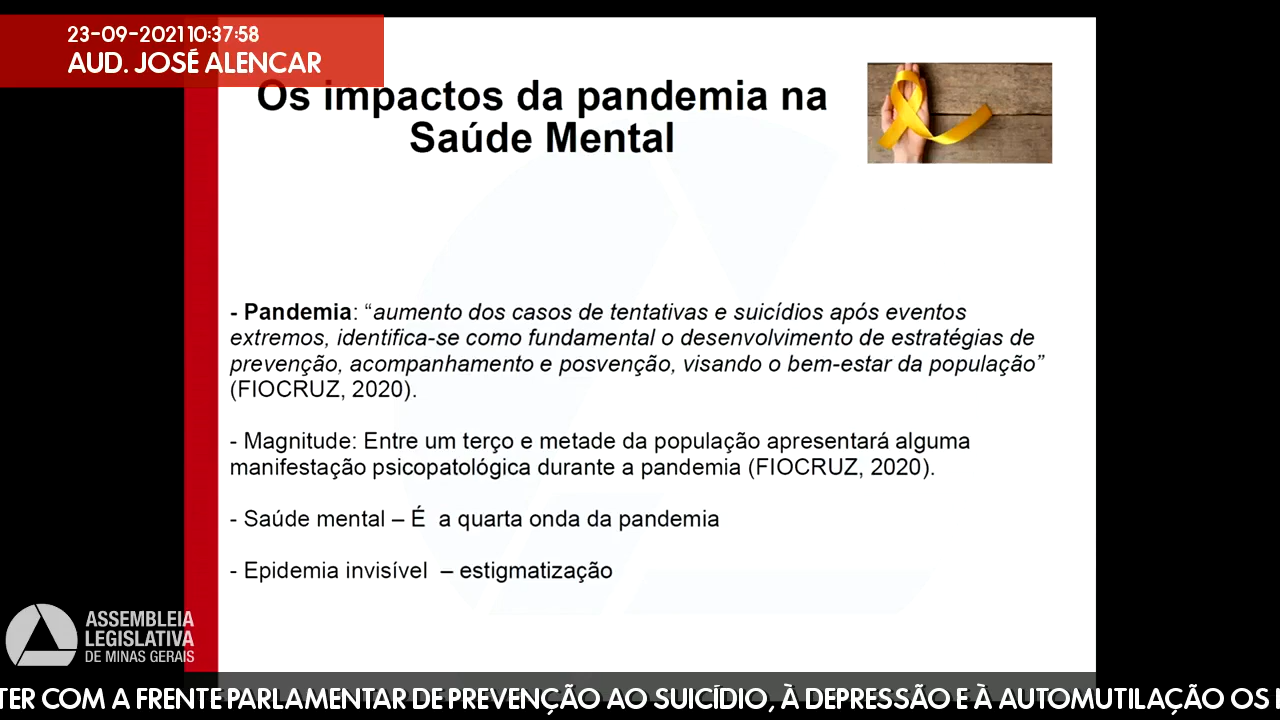 23-09-2021 10:37:58
AUD. JOSÉ ALENCAR
Os impactos da pandemia na
Saúde Mental
- Pandemia: “aumento dos casos de tentativas e suicídios após eventos
extremos, identifica-se como fundamental o desenvolvimento de estratégias de
prevenção, acompanhamento e posvenção, visando o bem-estar da população”
(FIOCRUZ, 2020).
- Magnitude: Entre um terço e metade da população apresentará alguma
manifestação psicopatológica durante a pandemia (FIOCRUZ, 2020).
- Saúde mental – É a quarta onda da pandemia
- Epidemia invisível – estigmatização
ASSEMBLEIA
LEGISLATIVA
DE MINAS GERAIS
TER COM A FRENTE PARLAMENTAR DE PREVENÇÃO AO SUICÍDIO, À DEPRESSÃO E À AUTOMUTILAÇÃO OS